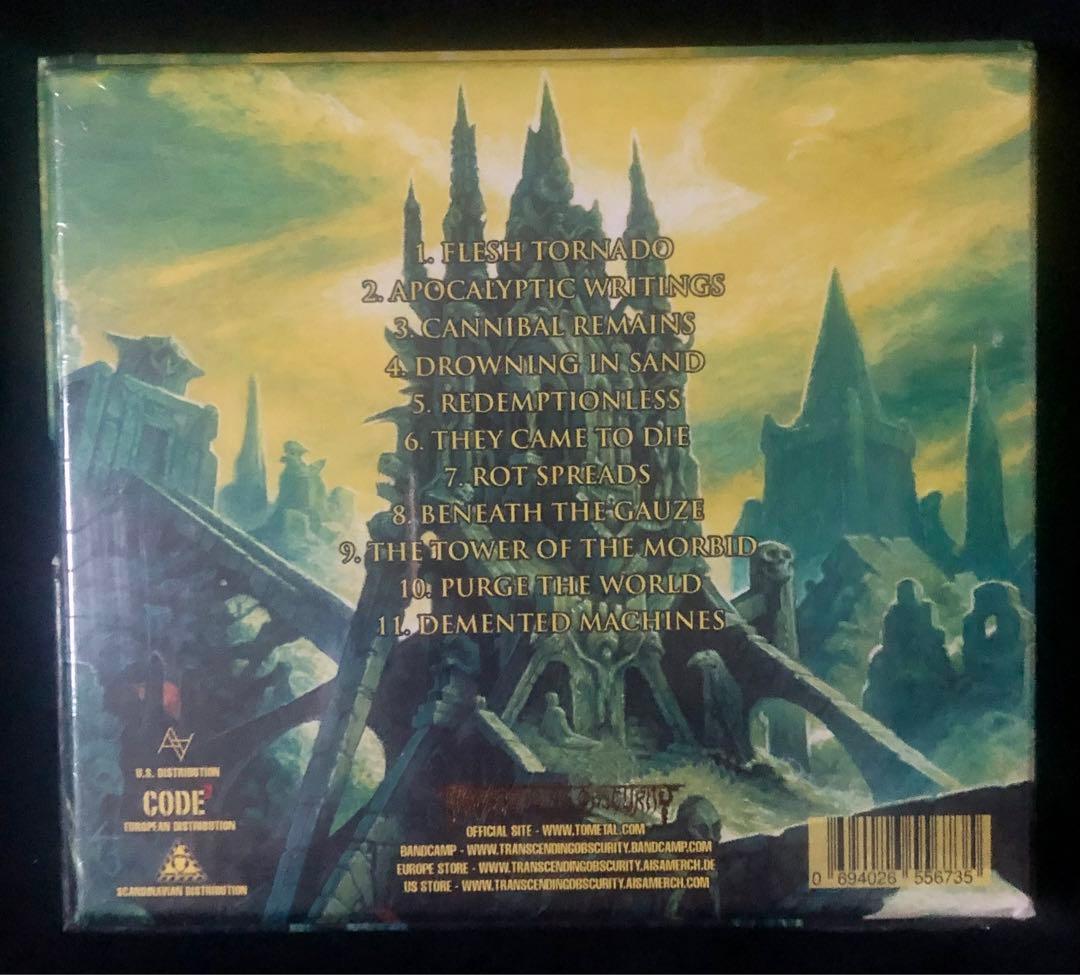 1. FLESH TORNADO
2. APOCALYPTIC WRITINGS
3. CANNIBAL REMAINS
4. DROWNING IN SAND
5. REDEMPTIONLESS
6. THEY CAME TO DIE
7. ROT SPREADS
8. BENEATH THE GAUZE
9. THE TOWER OF THE MORBID
10. PURGE THE WORLD
11. DEMENTED MACHINES
U.S. DISTRIBUTION
CODE7
EUROPEAN DISTRIBUTION
SCANDINAVIAN DISTRIBUTION
OBSCURITY
OFFICIAL SITE - WWW.TOMETAL.COM
BANDCAMP - WWW.TRANSCENDINGOBSCURITY.BANDCAMP.COM
EUROPE STORE - WWW.TRANSCENDINGOBSCURITY.AISAMERCH.DE
US STORE - WWW.TRANSCENDINGOBSCURITY.AISAMERCH.COM
0 694026 556735